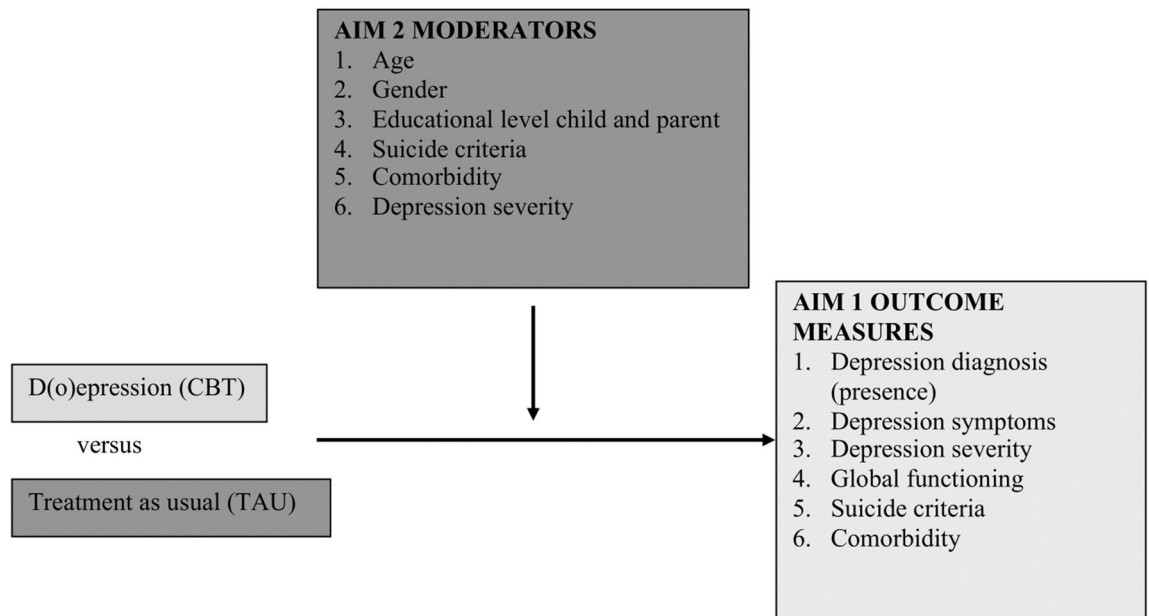 AIM 2 MODERATORS
1. Age
2. Gender
3. Educational level child and parent
4. Suicide criteria
5. Comorbidity
6. Depression severity
D(o)epression (CBT)
versus
Treatment as usual (TAU)
AIM 1 OUTCOME
MEASURES
1. Depression diagnosis
(presence)
2. Depression symptoms
3. Depression severity
4. Global functioning
5. Suicide criteria
6. Comorbidity